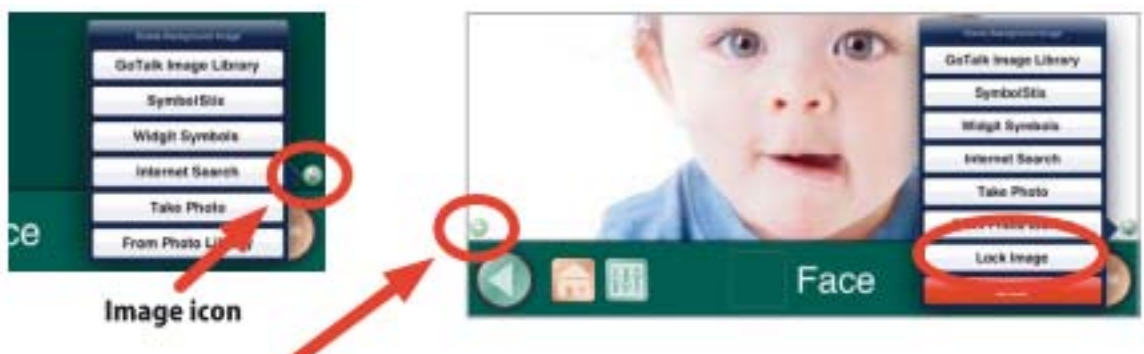 GoTalk Image Library
SymbolStix
Widgit Symbols
Internet Search
Take Photo
From Photo Library
ce
Image icon
GoTalk Image Library
SymbolStix
Widgit Symbols
Internet Search
Take Photo
Lock Image
Face